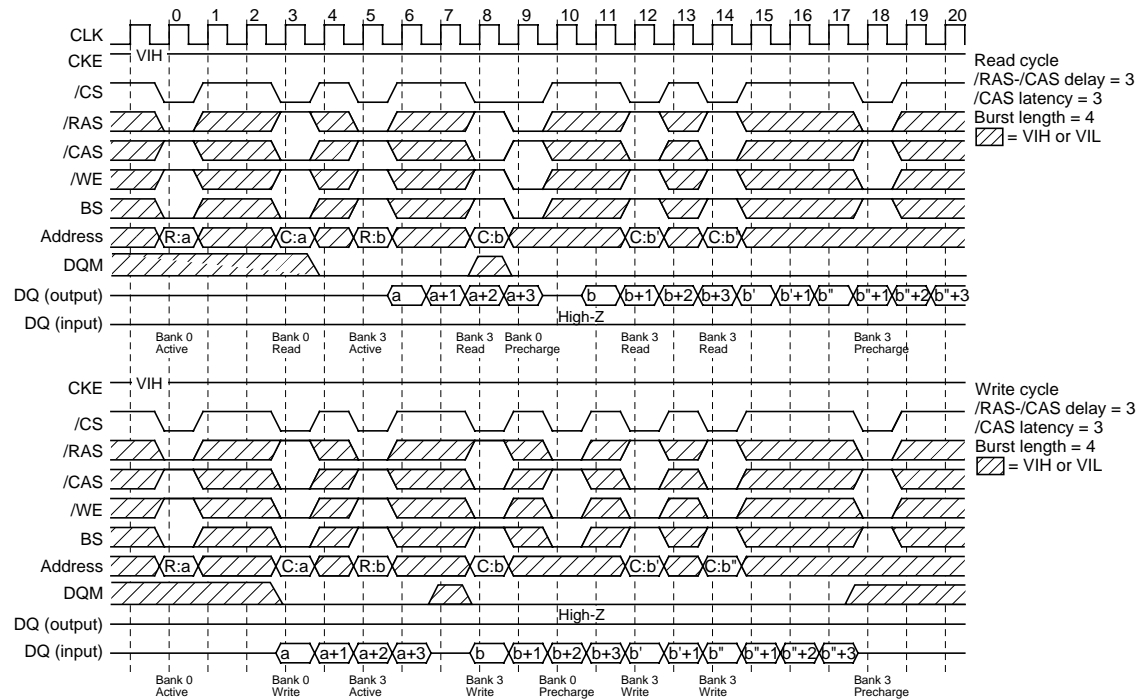 0 1 2 3 4 5 6 7 8 9 10 11 12 13 14 15 16 17 18 19 20
CLK
CKE VIH
/CS
/RAS
/CAS
/WE
BS
Address R:a C:a R:b C:b C:b' C:b"
DQM
DQ (output) a a+1 a+2 a+3 b b+1 b+2 b+3 b' b'+1 b" b"+1 b"+2 b"+3
DQ (input) High-Z
Bank 0 Active
Bank 0 Read
Bank 3 Active
Bank 3 Read
Bank 0 Precharge
Bank 3 Read
Bank 3 Read
Bank 3 Precharge
Read cycle
/RAS-/CAS delay = 3
/CAS latency = 3
Burst length = 4
= VIH or VIL
CKE VIH
/CS
/RAS
/CAS
/WE
BS
Address R:a C:a R:b C:b C:b' C:b"
DQM
DQ (output) High-Z
DQ (input) a a+1 a+2 a+3 b b+1 b+2 b+3 b' b'+1 b" b"+1 b"+2 b"+3
Bank 0 Active
Bank 0 Write
Bank 3 Active
Bank 3 Write
Bank 0 Precharge
Bank 3 Write
Bank 3 Write
Bank 3 Precharge
Write cycle
/RAS-/CAS delay = 3
/CAS latency = 3
Burst length = 4
= VIH or VIL